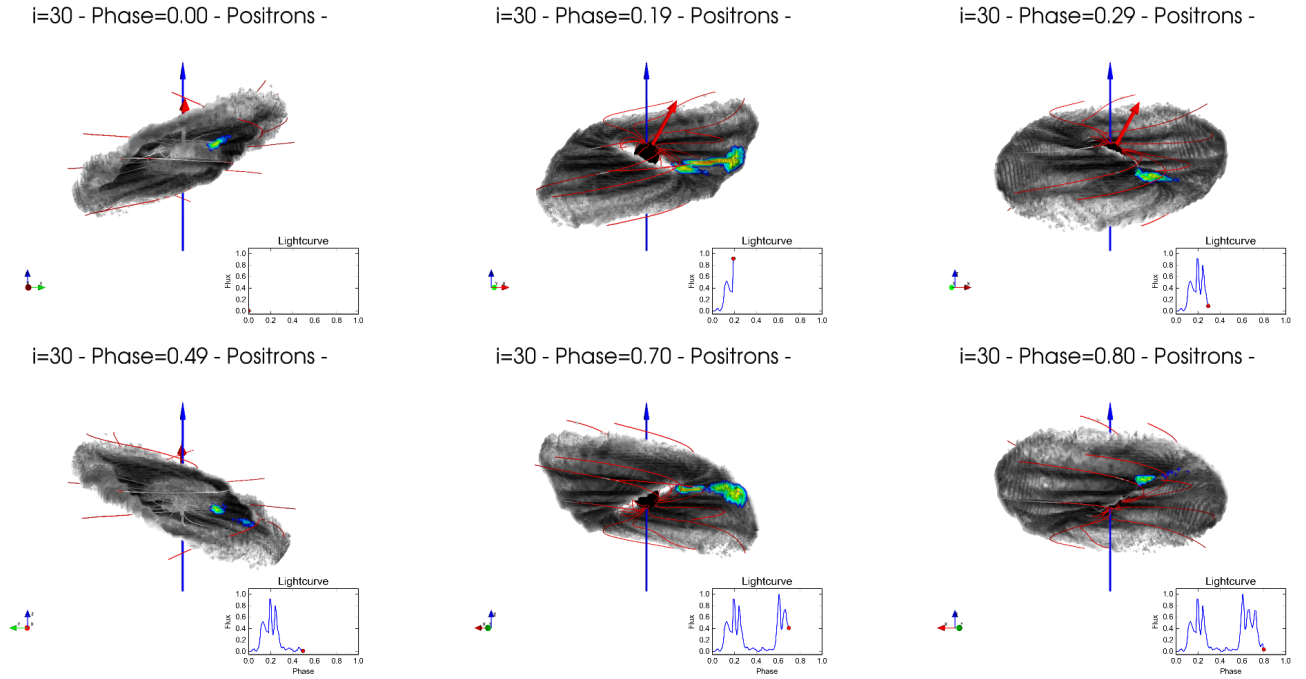 i=30 - Phase=0.00 - Positrons -
i=30 - Phase=0.19 - Positrons -
i=30 - Phase=0.29 - Positrons -
Lightcurve
1.0
0.8
0.6
0.4
0.2
0.0
Flux
0.0 0.2 0.4 0.6 0.8 1.0
Lightcurve
1.0
0.8
0.6
0.4
0.2
0.0
Flux
0.0 0.2 0.4 0.6 0.8 1.0
Lightcurve
1.0
0.8
0.6
0.4
0.2
0.0
Flux
0.0 0.2 0.4 0.6 0.8 1.0
i=30 - Phase=0.49 - Positrons -
i=30 - Phase=0.70 - Positrons -
i=30 - Phase=0.80 - Positrons -
Lightcurve
1.0
0.8
0.6
0.4
0.2
0.0
Flux
0.0 0.2 0.4 0.6 0.8 1.0
Phase
Lightcurve
1.0
0.8
0.6
0.4
0.2
0.0
Flux
0.0 0.2 0.4 0.6 0.8 1.0
Phase
Lightcurve
1.0
0.8
0.6
0.4
0.2
0.0
Flux
0.0 0.2 0.4 0.6 0.8 1.0
Phase